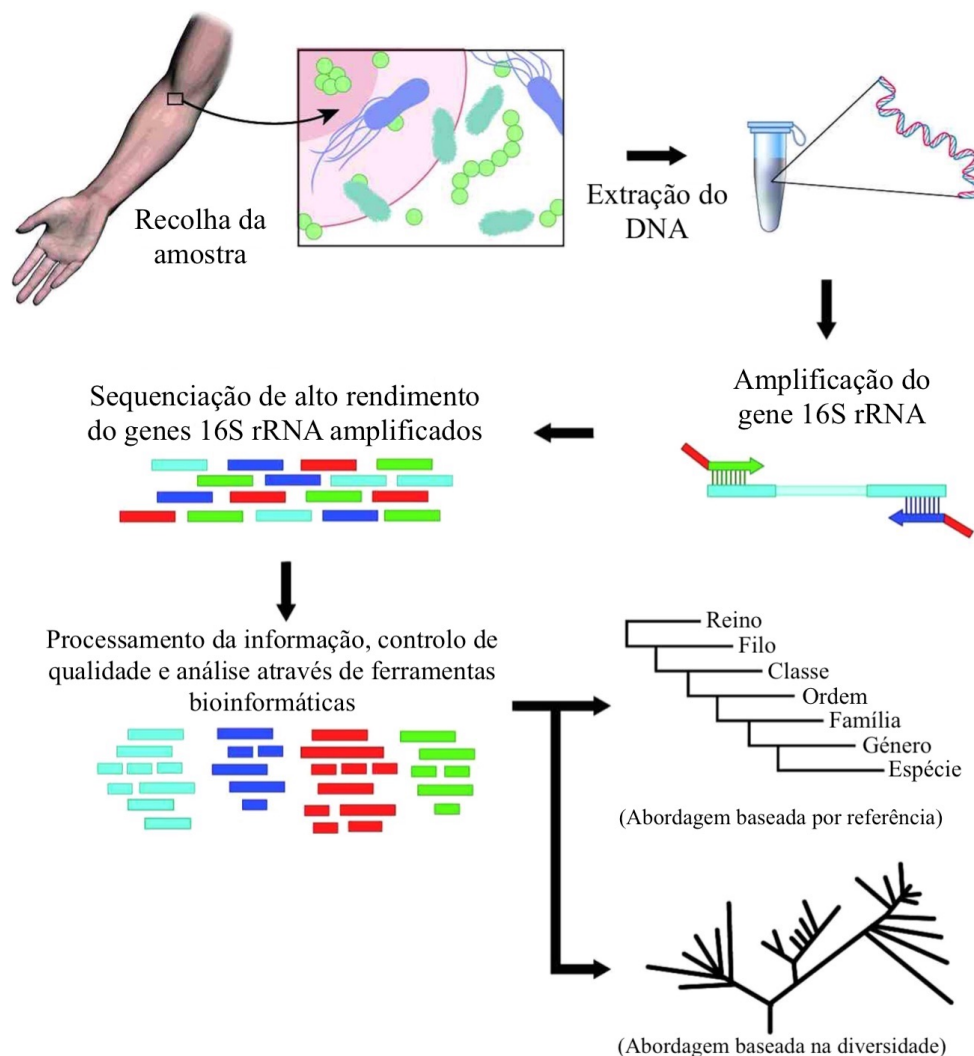 Recolha da
amostra
Extração do
DNA
Amplificação do
gene 16S rRNA
Sequenciação de alto rendimento
do genes 16S rRNA amplificados
Processamento da informação, controlo de
qualidade e análise através de ferramentas
bioinformáticas
Reino
Filo
Classe
Ordem
Família
Género
Espécie
(Abordagem baseada por referência)
(Abordagem baseada na diversidade)